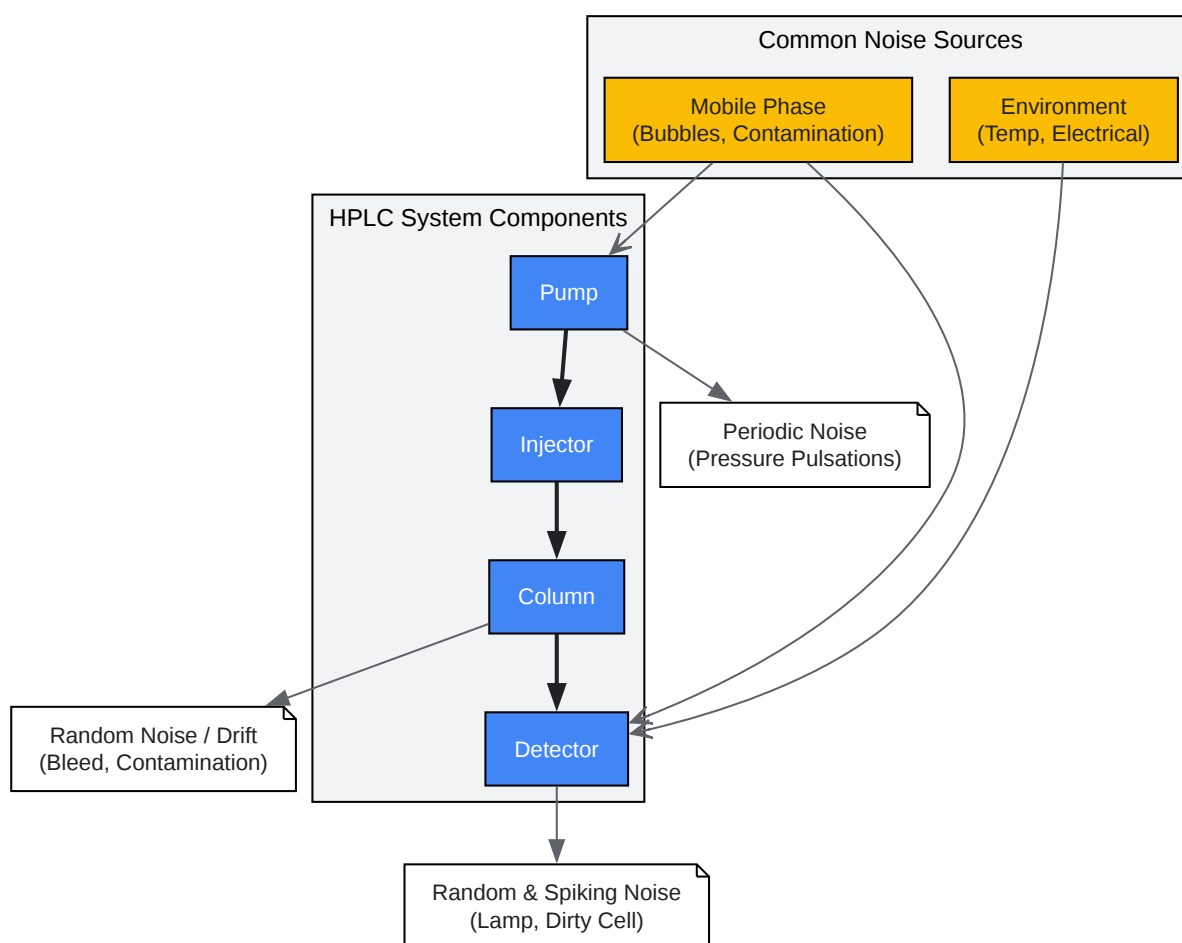 Common Noise Sources
Mobile Phase
(Bubbles, Contamination)
Environment
(Temp, Electrical)
HPLC System Components
Pump
Injector
Periodic Noise
(Pressure Pulsations)
Column
Random Noise / Drift
(Bleed, Contamination)
Detector
Random & Spiking Noise
(Lamp, Dirty Cell)